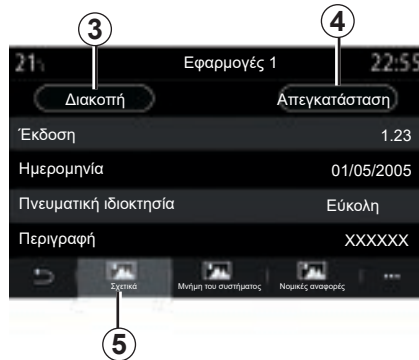 3 4
21 Εφαρμογές 1 22:59
Διακοπή Απεγκατάσταση
Έκδοση 1.23
Ημερομηνία 01/05/2005
Πνευματική ιδιοκτησία Εύκολη
Περιγραφή XXXXXX
Σχετικά Μνήμη του συστήματος Νομικές αναφορές ...
5